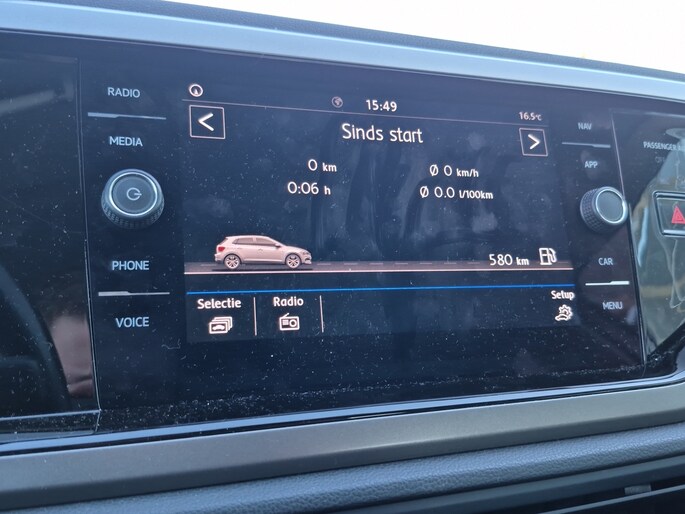 RADIO
MEDIA
PHONE
VOICE
15:49
16.5°C
Sinds start
0 km
Ø 0 km/h
0:06 h
Ø 0.0 l/100km
580 km
Selectie
Radio
Setup
NAV
APP
CAR
MENU
PASSENGER